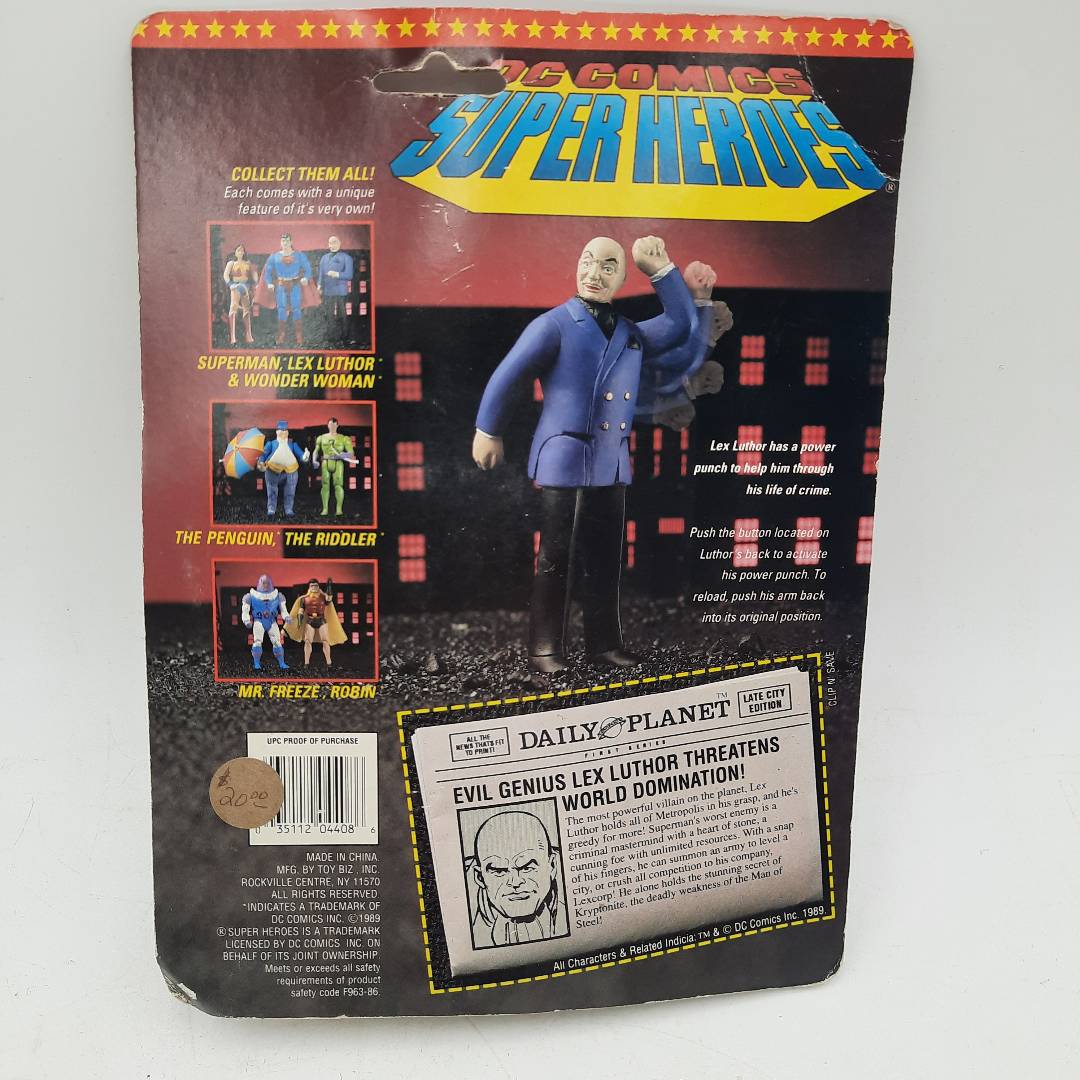 DC COMICS
SUPER HEROES®
COLLECT THEM ALL!
Each comes with a unique
feature of it's very own!
SUPERMAN,* LEX LUTHOR*
& WONDER WOMAN*
THE PENGUIN,* THE RIDDLER*
MR. FREEZE*, ROBIN*
Lex Luthor has a power
punch to help him through
his life of crime.
Push the button located on
Luthor's back to activate
his power punch. To
reload, push his arm back
into its original position.
CLIP N' SAVE
ALL THE
NEWS THATS FIT
TO PRINT!
DAILY PLANET™
FIRST SERIES
LATE CITY
EDITION
EVIL GENIUS LEX LUTHOR THREATENS
WORLD DOMINATION!
The most powerful villain on the planet, Lex
Luthor holds all of Metropolis in his grasp, and he's
greedy for more! Superman's worst enemy is a
criminal mastermind with a heart of stone, a
cunning foe with unlimited resources. With a snap
of his fingers, he can summon an army to level a
city, or crush all competition to his company,
Lexcorp! He alone holds the stunning secret of
Kryptonite, the deadly weakness of the Man of
Steel!
All Characters & Related Indicia: ™ & © DC Comics Inc. 1989.
UPC PROOF OF PURCHASE
$
20 00
0 35112 04408 6
MADE IN CHINA.
MFG. BY TOY BIZ., INC.
ROCKVILLE CENTRE, NY 11570
ALL RIGHTS RESERVED.
*INDICATES A TRADEMARK OF
DC COMICS INC. ©1989
® SUPER HEROES IS A TRADEMARK
LICENSED BY DC COMICS INC. ON
BEHALF OF ITS JOINT OWNERSHIP.
Meets or exceeds all safety
requirements of product
safety code F963-86.